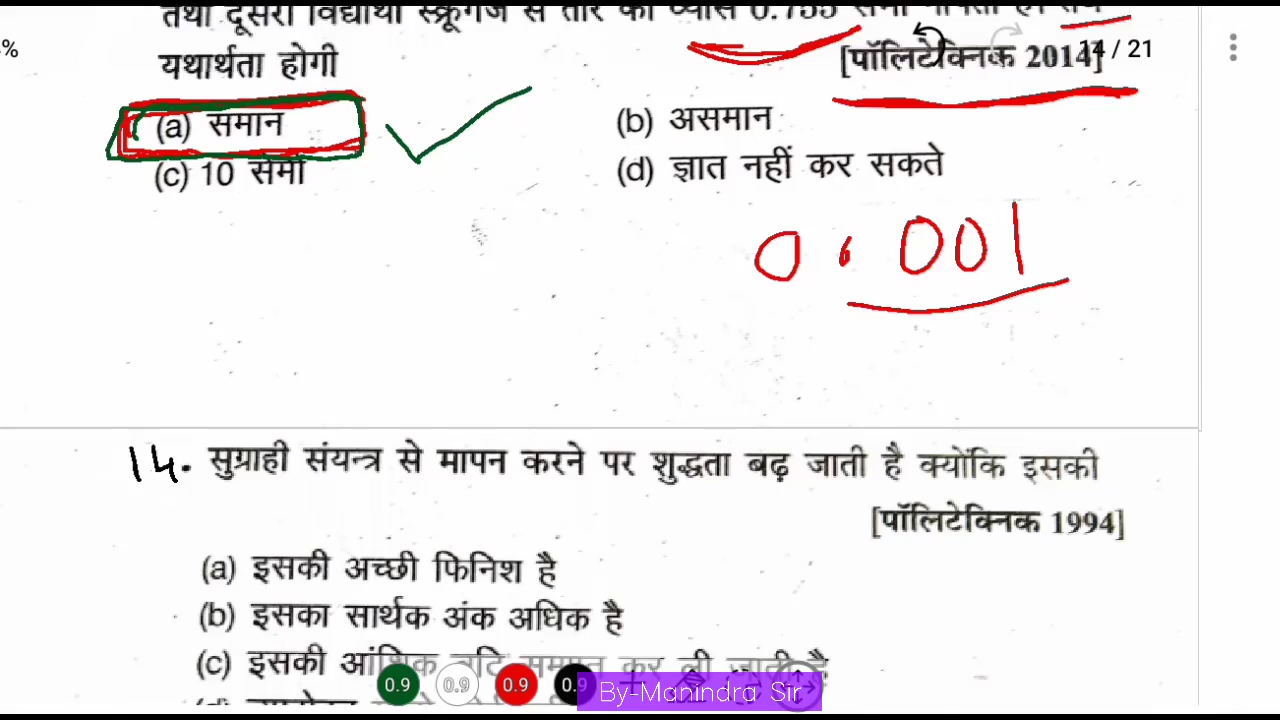 तथा दूसरा विद्यार्थी स्क्रूगेज से तार का व्यास 0.755 सेमी
%
यथार्थता होगी
[पॉलिटेक्निक 2014]
14 / 21
(a) समान
(b) असमान
(c) 10 सेमी
(d) ज्ञात नहीं कर सकते
0.001
14. सुग्राही संयन्त्र से मापन करने पर शुद्धता बढ़ जाती है क्योंकि इसकी
[पॉलिटेक्निक 1994]
(a) इसकी अच्छी फिनिश है
(b) इसका सार्थक अंक अधिक है
(c) इसकी आंशिक त्रुटि समाप्त कर ली जाती है
0.9 0.9 0.9 0.9
By-Manindra Sir